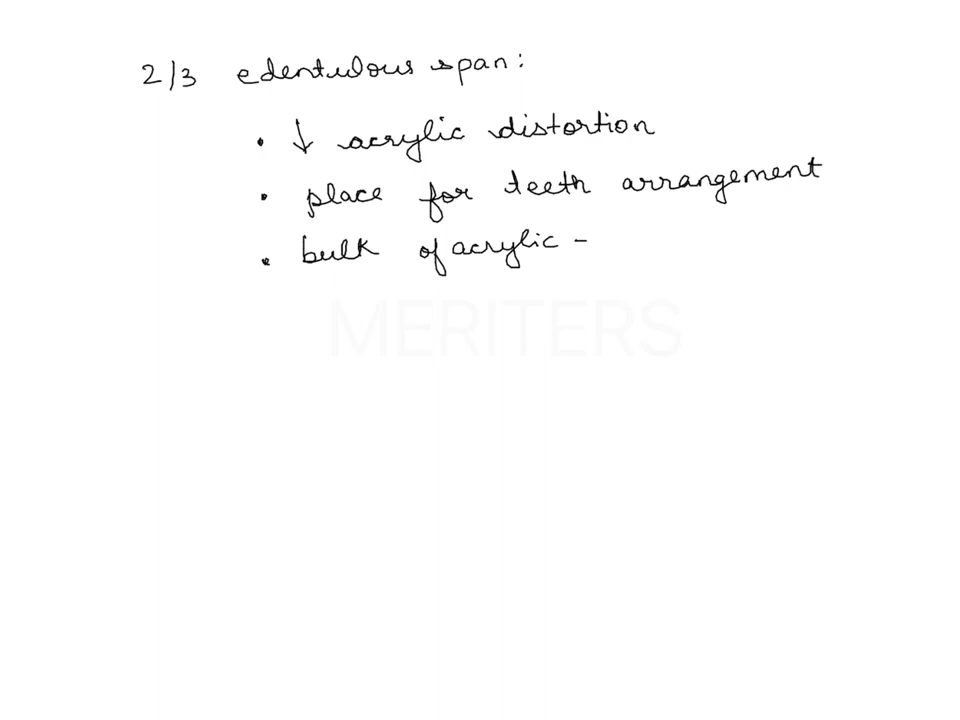 2/3 edentulous span:
• ↓ acrylic distortion
• place for teeth arrangement
• bulk of acrylic -
MERITERS